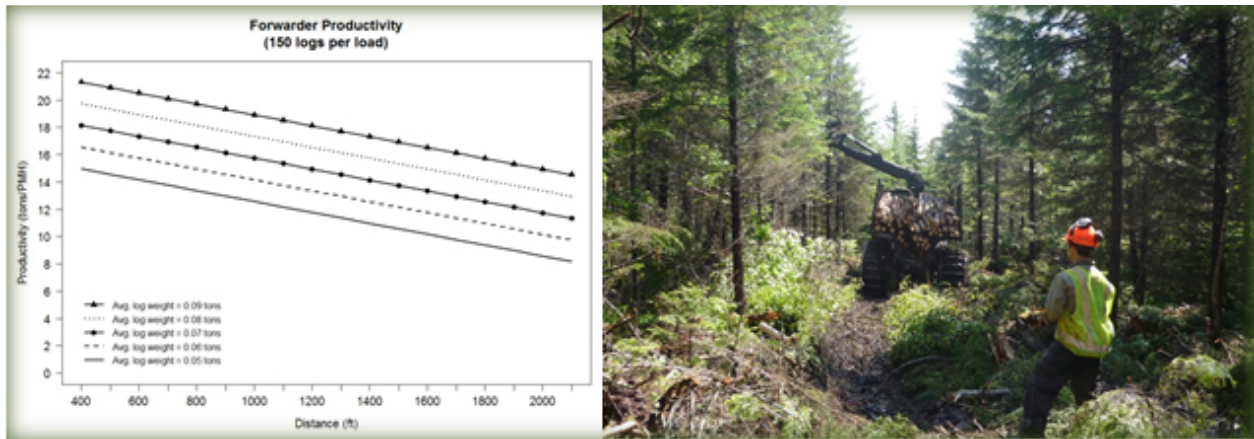 Forwarder Productivity
(150 logs per load)
Productivity (tons/PMH)
22
20
18
16
14
12
10
8
6
4
2
0
Avg. log weight = 0.09 tons
Avg. log weight = 0.08 tons
Avg. log weight = 0.07 tons
Avg. log weight = 0.06 tons
Avg. log weight = 0.05 tons
400 600 800 1000 1200 1400 1600 1800 2000
Distance (ft)